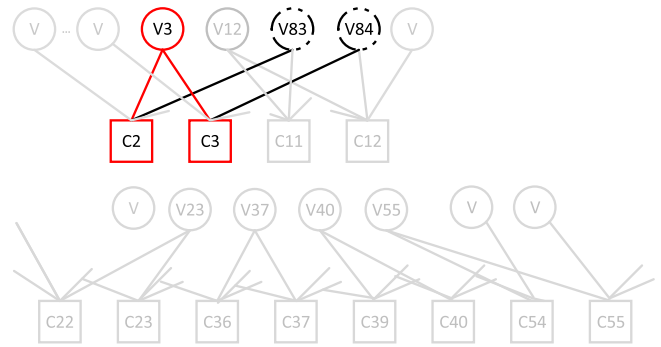 V ... V V3 V12 V83 V84 V
C2 C3 C11 C12
V V23 V37 V40 V55 V V
C22 C23 C36 C37 C39 C40 C54 C55